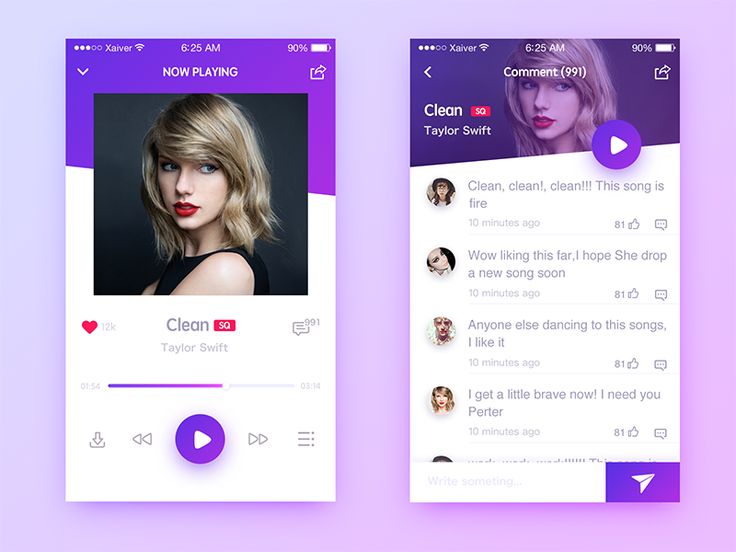 Xaiver 6:25 AM 90%
NOW PLAYING
12k Clean SQ 991
Taylor Swift
01:54 03:14
Xaiver 6:25 AM 90%
Comment (991)
Clean SQ
Taylor Swift
Clean, clean!, clean!!! This song is
fire
10 minutes ago 81
Wow liking this far,I hope She drop
a new song soon
10 minutes ago 81
Anyone else dancing to this songs,
I like it
10 minutes ago 81
I get a little brave now! I need you
Perter
10 minutes ago 81
work, work, work!!!!!! This song is
Write someting...